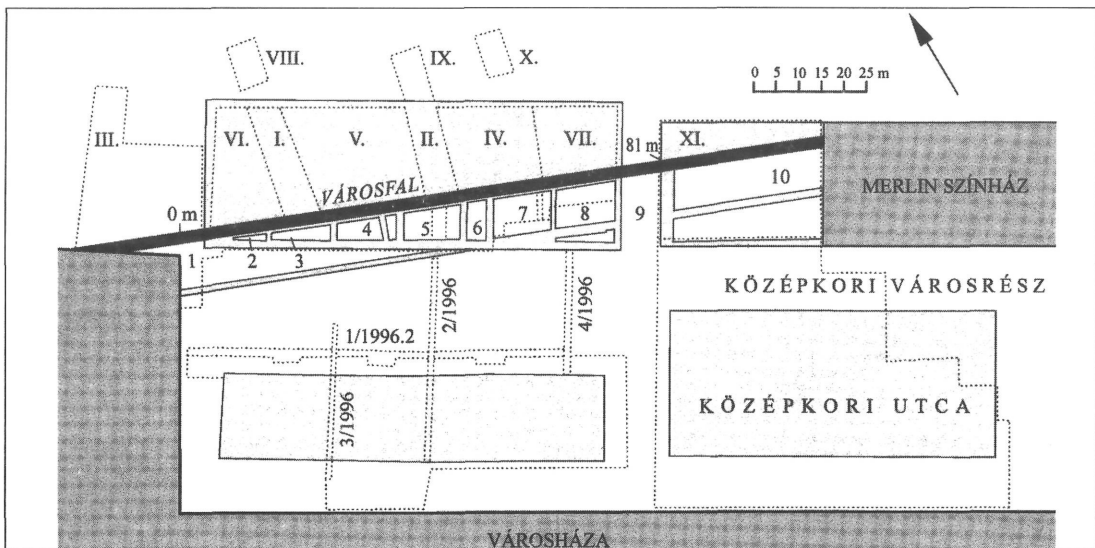 VIII.
IX.
X.
0 5 10 15 20 25 m
III.
VI.
I.
V.
II.
IV.
VII.
XI.
81 m
VÁROSFAL
0 m
1
2
3
4
5
6
7
8
9
10
MERLIN SZÍNHÁZ
KÖZÉPKORI VÁROSRÉSZ
2/1996
4/1996
1/1996.2
3/1996
KÖZÉPKORI UTCA
VÁROSHÁZA